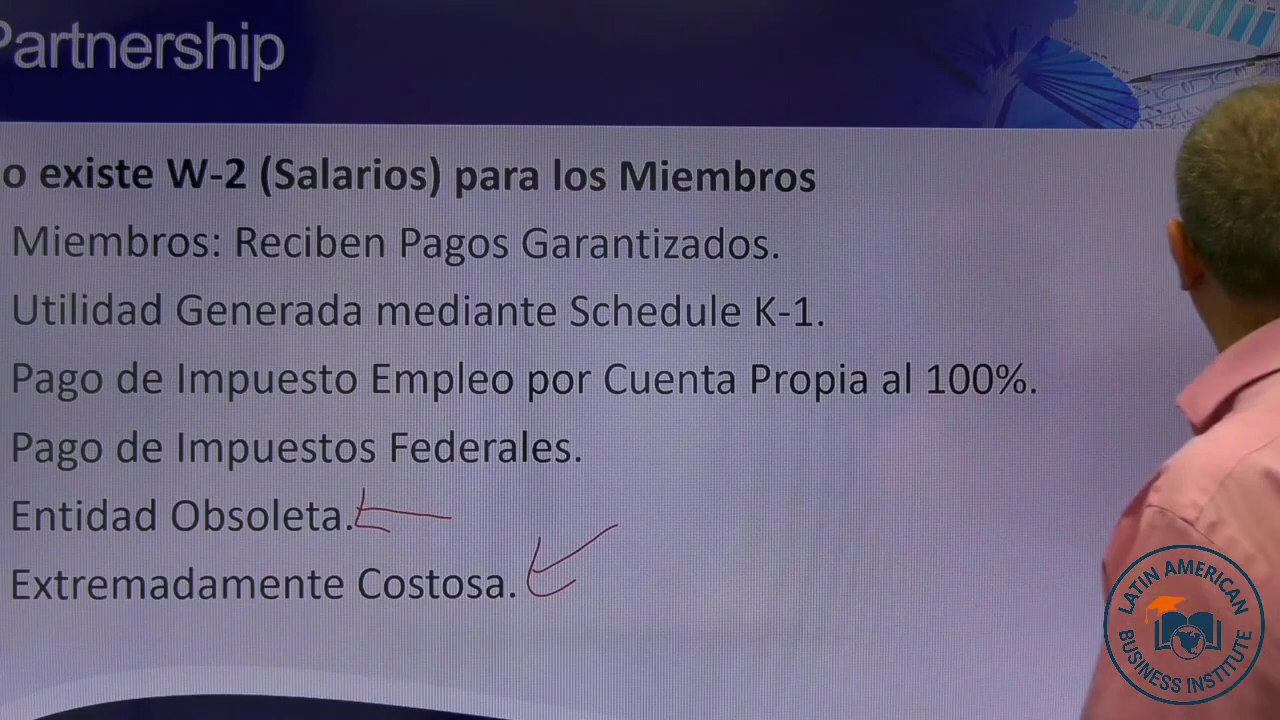 Partnership
o existe W-2 (Salarios) para los Miembros
Miembros: Reciben Pagos Garantizados.
Utilidad Generada mediante Schedule K-1.
Pago de Impuesto Empleo por Cuenta Propia al 100%.
Pago de Impuestos Federales.
Entidad Obsoleta.
Extremadamente Costosa.
LATIN AMERICAN
BUSINESS INSTITUTE